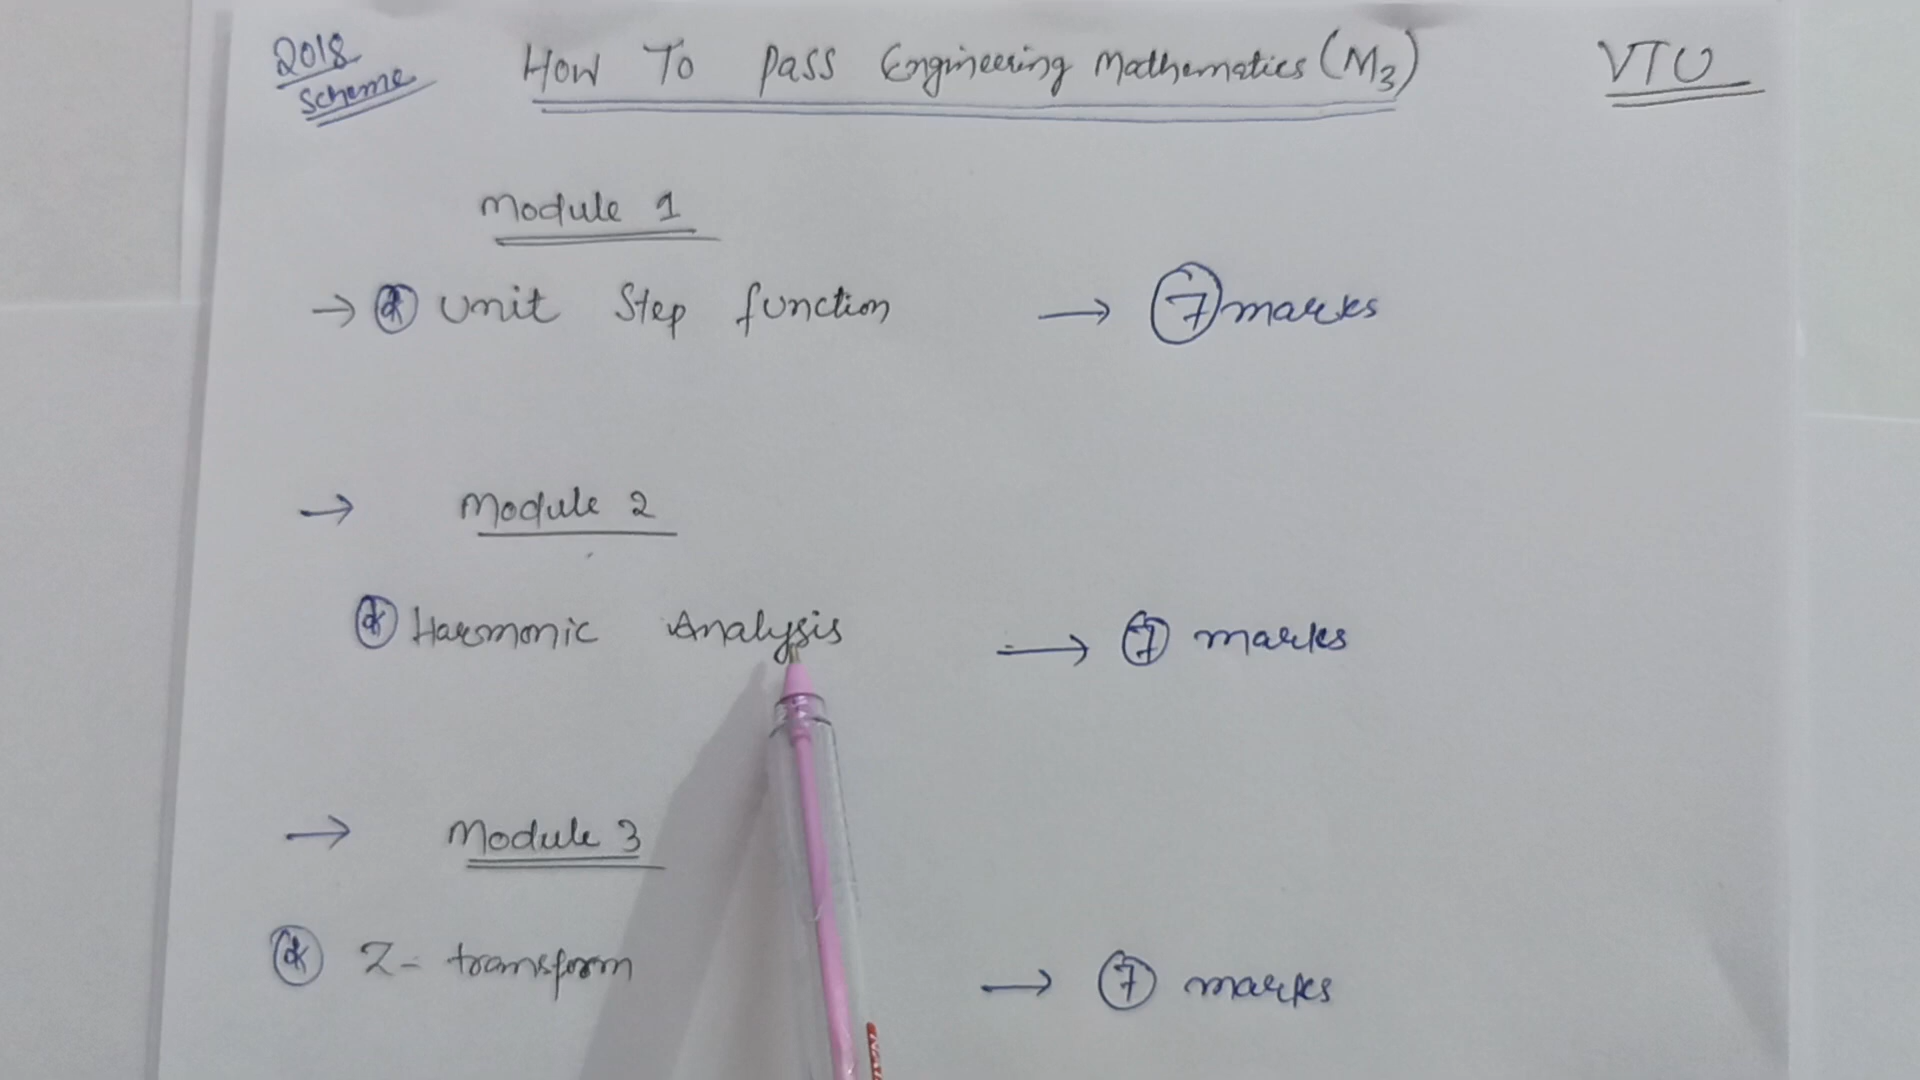 2018 Scheme
How To Pass Engineering Mathematics (M3)
VTU
Module 1
→ * Unit Step function → 7 marks
→ Module 2
* Harmonic Analysis → 7 marks
→ Module 3
* Z- transform → 7 marks